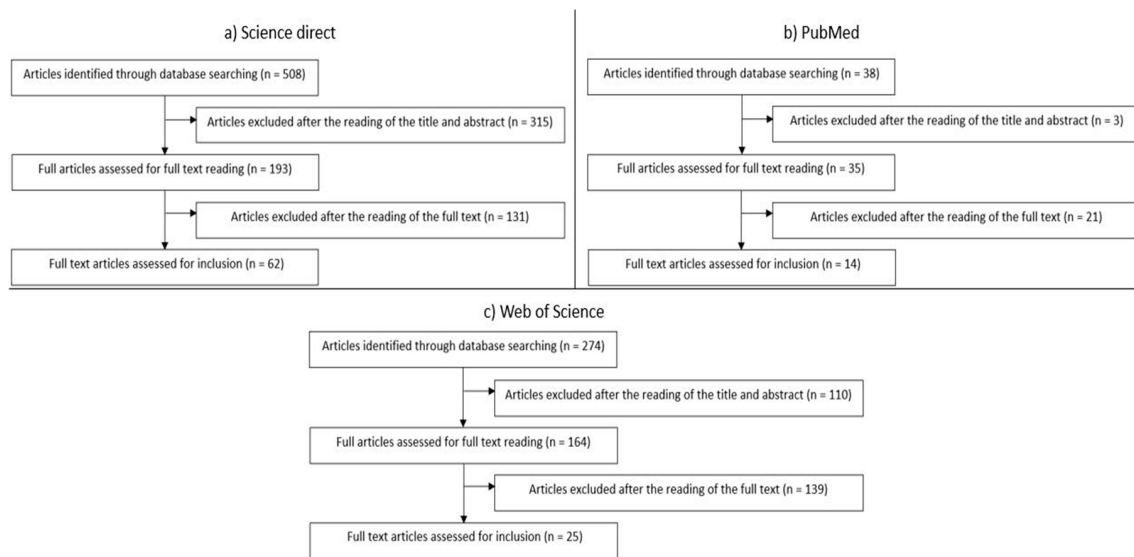 a) Science direct
Articles identified through database searching (n = 508)
Articles excluded after the reading of the title and abstract (n = 315)
Full articles assessed for full text reading (n = 193)
Articles excluded after the reading of the full text (n = 131)
Full text articles assessed for inclusion (n = 62)
b) PubMed
Articles identified through database searching (n = 38)
Articles excluded after the reading of the title and abstract (n = 3)
Full articles assessed for full text reading (n = 35)
Articles excluded after the reading of the full text (n = 21)
Full text articles assessed for inclusion (n = 14)
c) Web of Science
Articles identified through database searching (n = 274)
Articles excluded after the reading of the title and abstract (n = 110)
Full articles assessed for full text reading (n = 164)
Articles excluded after the reading of the full text (n = 139)
Full text articles assessed for inclusion (n = 25)